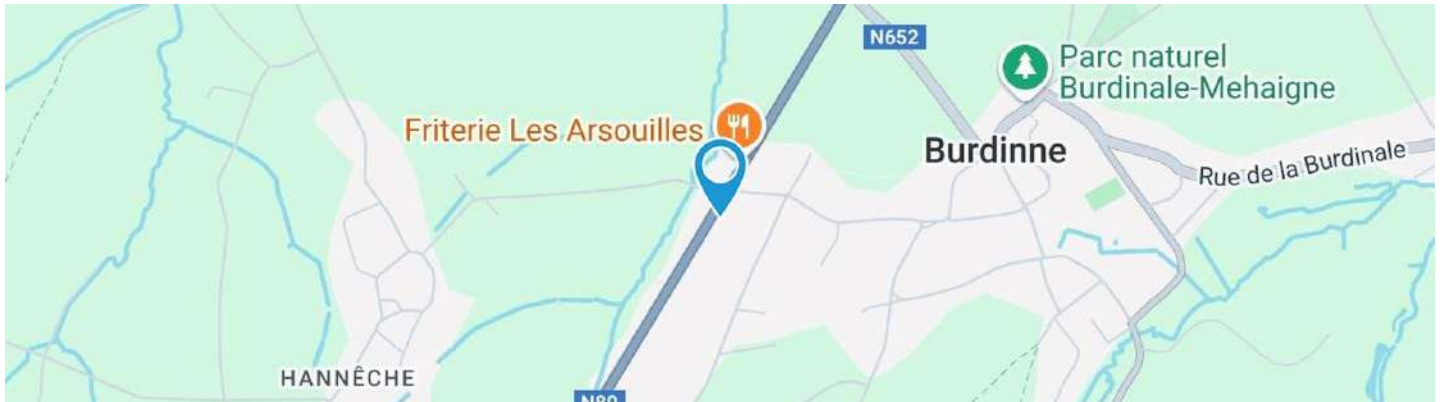 N652
Parc naturel
Burdinale-Mehaigne
Friterie Les Arsouilles
Burdinne
Rue de la Burdinale
HANNÊCHE
N80